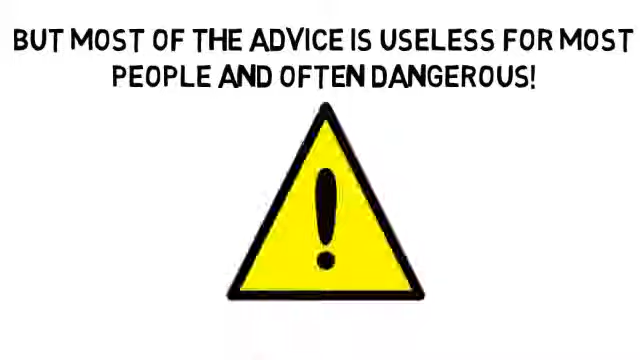 BUT MOST OF THE ADVICE IS USELESS FOR MOST
PEOPLE AND OFTEN DANGEROUS!
!